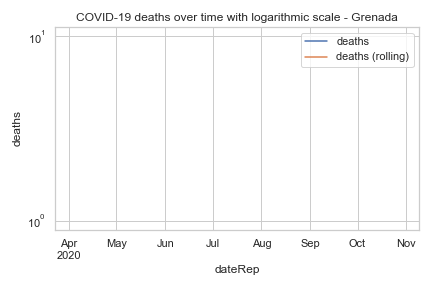 COVID-19 deaths over time with logarithmic scale - Grenada
deaths
deaths (rolling)
10¹
deaths
10⁰
Apr May Jun Jul Aug Sep Oct Nov
2020
dateRep